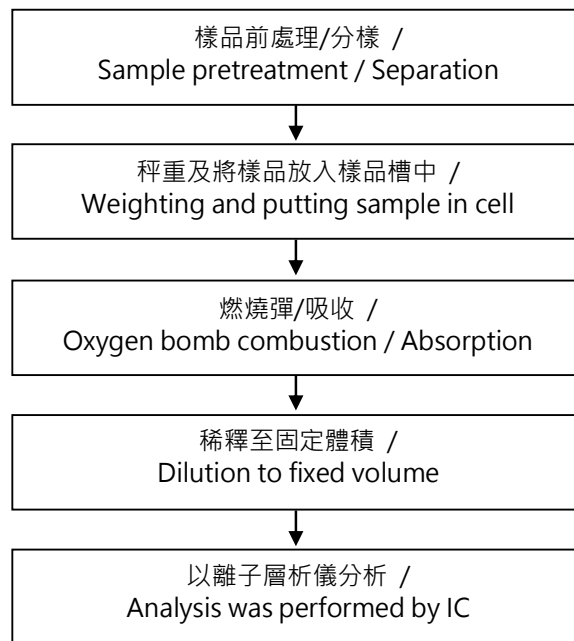 樣品前處理/分樣 /
Sample pretreatment / Separation
秤重及將樣品放入樣品槽中 /
Weighting and putting sample in cell
燃燒彈/吸收 /
Oxygen bomb combustion / Absorption
稀釋至固定體積 /
Dilution to fixed volume
以離子層析儀分析 /
Analysis was performed by IC